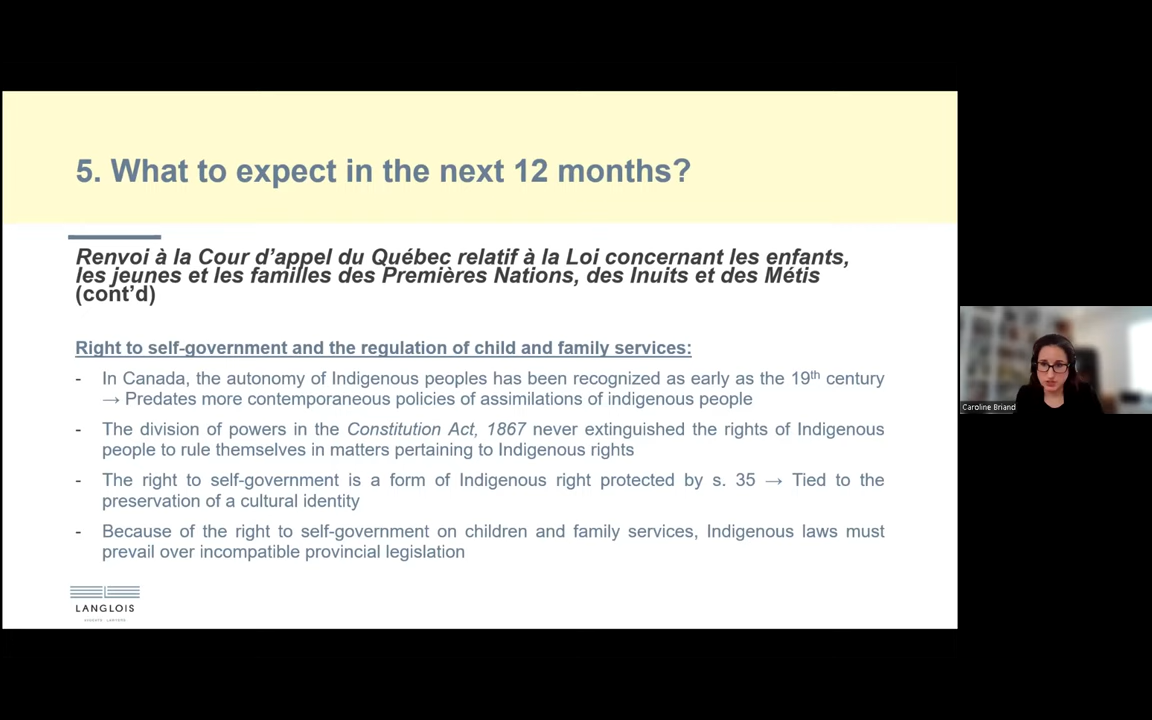 5. What to expect in the next 12 months?
Renvoi à la Cour d'appel du Québec relatif à la Loi concernant les enfants,
les jeunes et les familles des Premières Nations, des Inuits et des Métis
(cont'd)
Right to self-government and the regulation of child and family services:
- In Canada, the autonomy of Indigenous peoples has been recognized as early as the 19th century
→ Predates more contemporaneous policies of assimilations of indigenous people
- The division of powers in the Constitution Act, 1867 never extinguished the rights of Indigenous
people to rule themselves in matters pertaining to Indigenous rights
- The right to self-government is a form of Indigenous right protected by s. 35 → Tied to the
preservation of a cultural identity
- Because of the right to self-government on children and family services, Indigenous laws must
prevail over incompatible provincial legislation
LANGLOIS
Caroline Briand